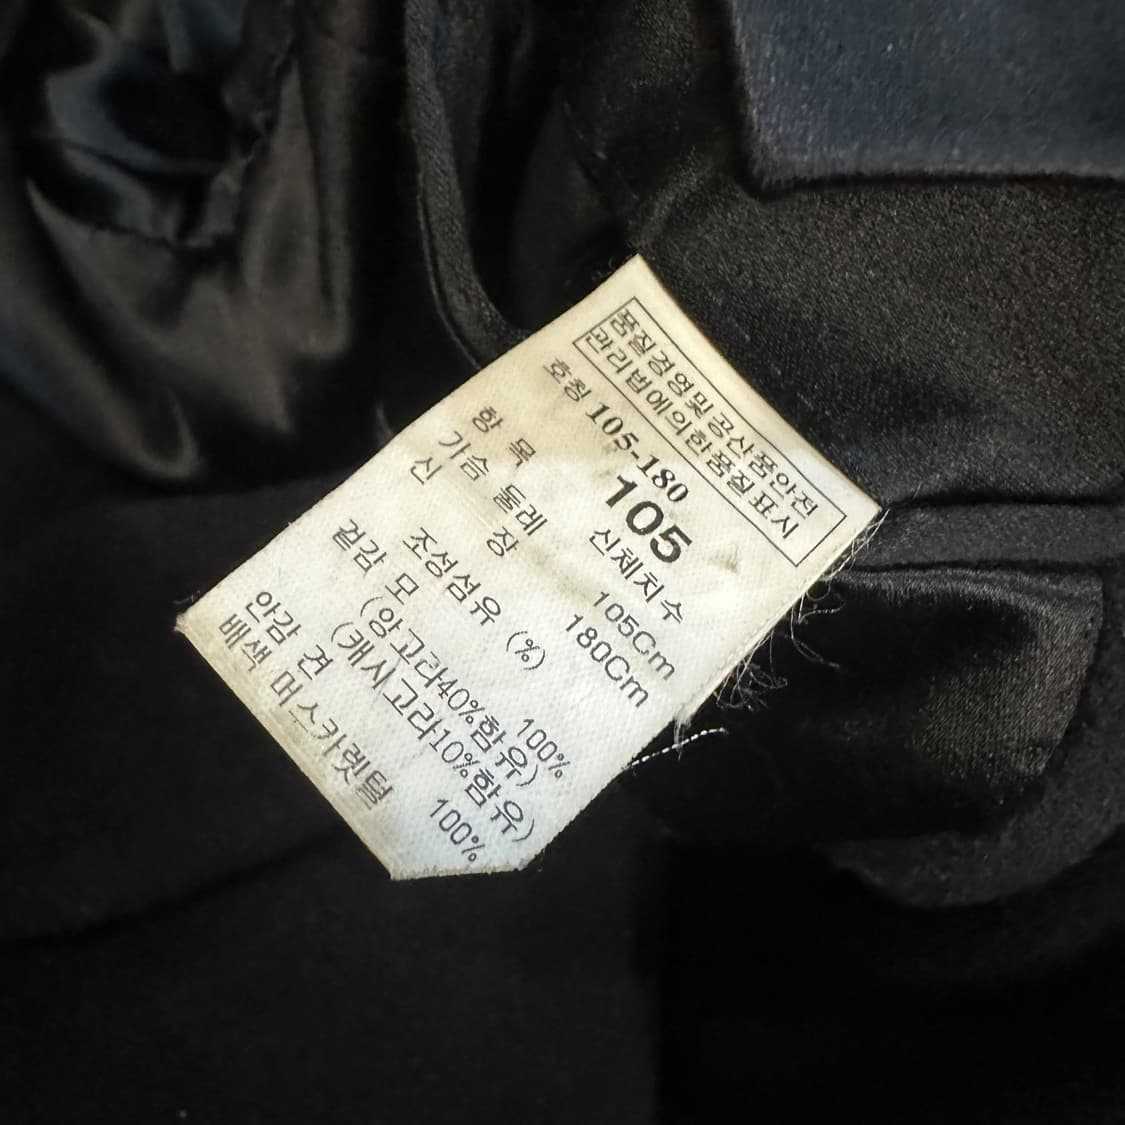 품질경영및공산품안전
관리법에의한품질표시
호칭 105-180
105
항 목 신체치수
가슴 둘레 105Cm
신 장 180Cm
조성섬유 (%)
겉감 모 100%
(앙고라40%함유)
(캐시고라10%함유)
안감 견 100%
배색 머스카렛털